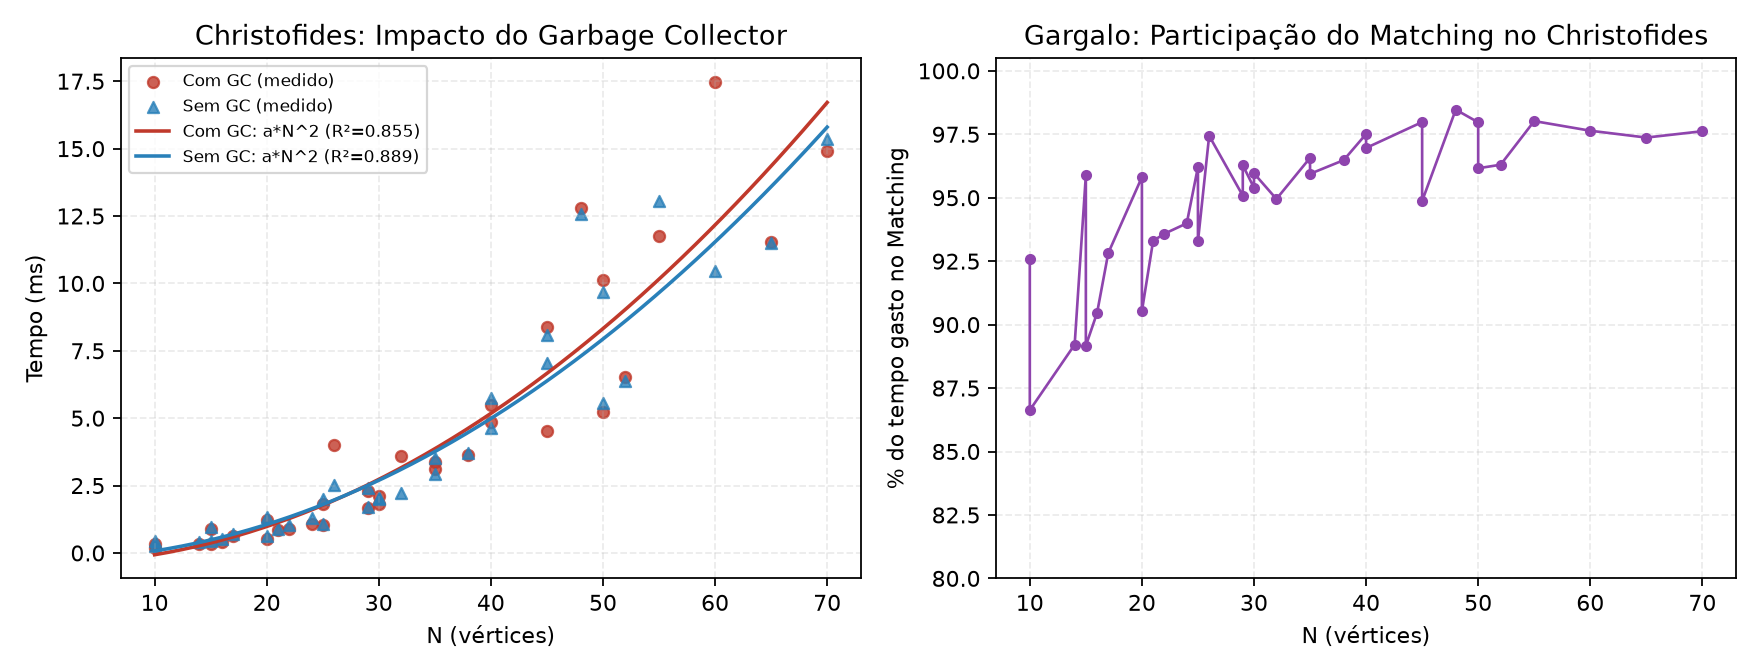 Christofides: Impacto do Garbage Collector
Com GC (medido)
Sem GC (medido)
Com GC: a*N^2 (R²=0.855)
Sem GC: a*N^2 (R²=0.889)
Tempo (ms)
17.5
15.0
12.5
10.0
7.5
5.0
2.5
0.0
10 20 30 40 50 60 70
N (vértices)
Gargalo: Participação do Matching no Christofides
% do tempo gasto no Matching
100.0
97.5
95.0
92.5
90.0
87.5
85.0
82.5
80.0
10 20 30 40 50 60 70
N (vértices)